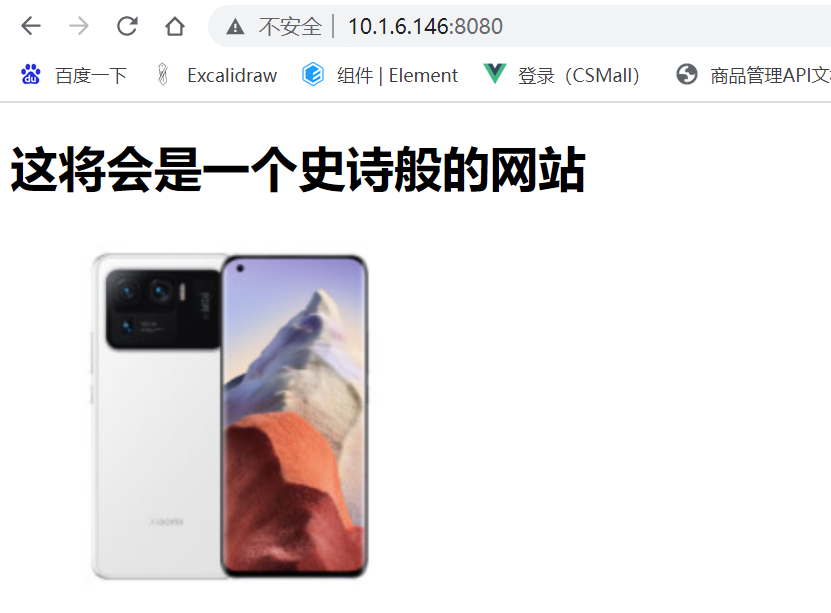 不安全 10.1.6.146:8080
百度一下 Excalidraw 组件 | Element 登录（CSMall） 商品管理API文
这将会是一个史诗般的网站
XIAOMI